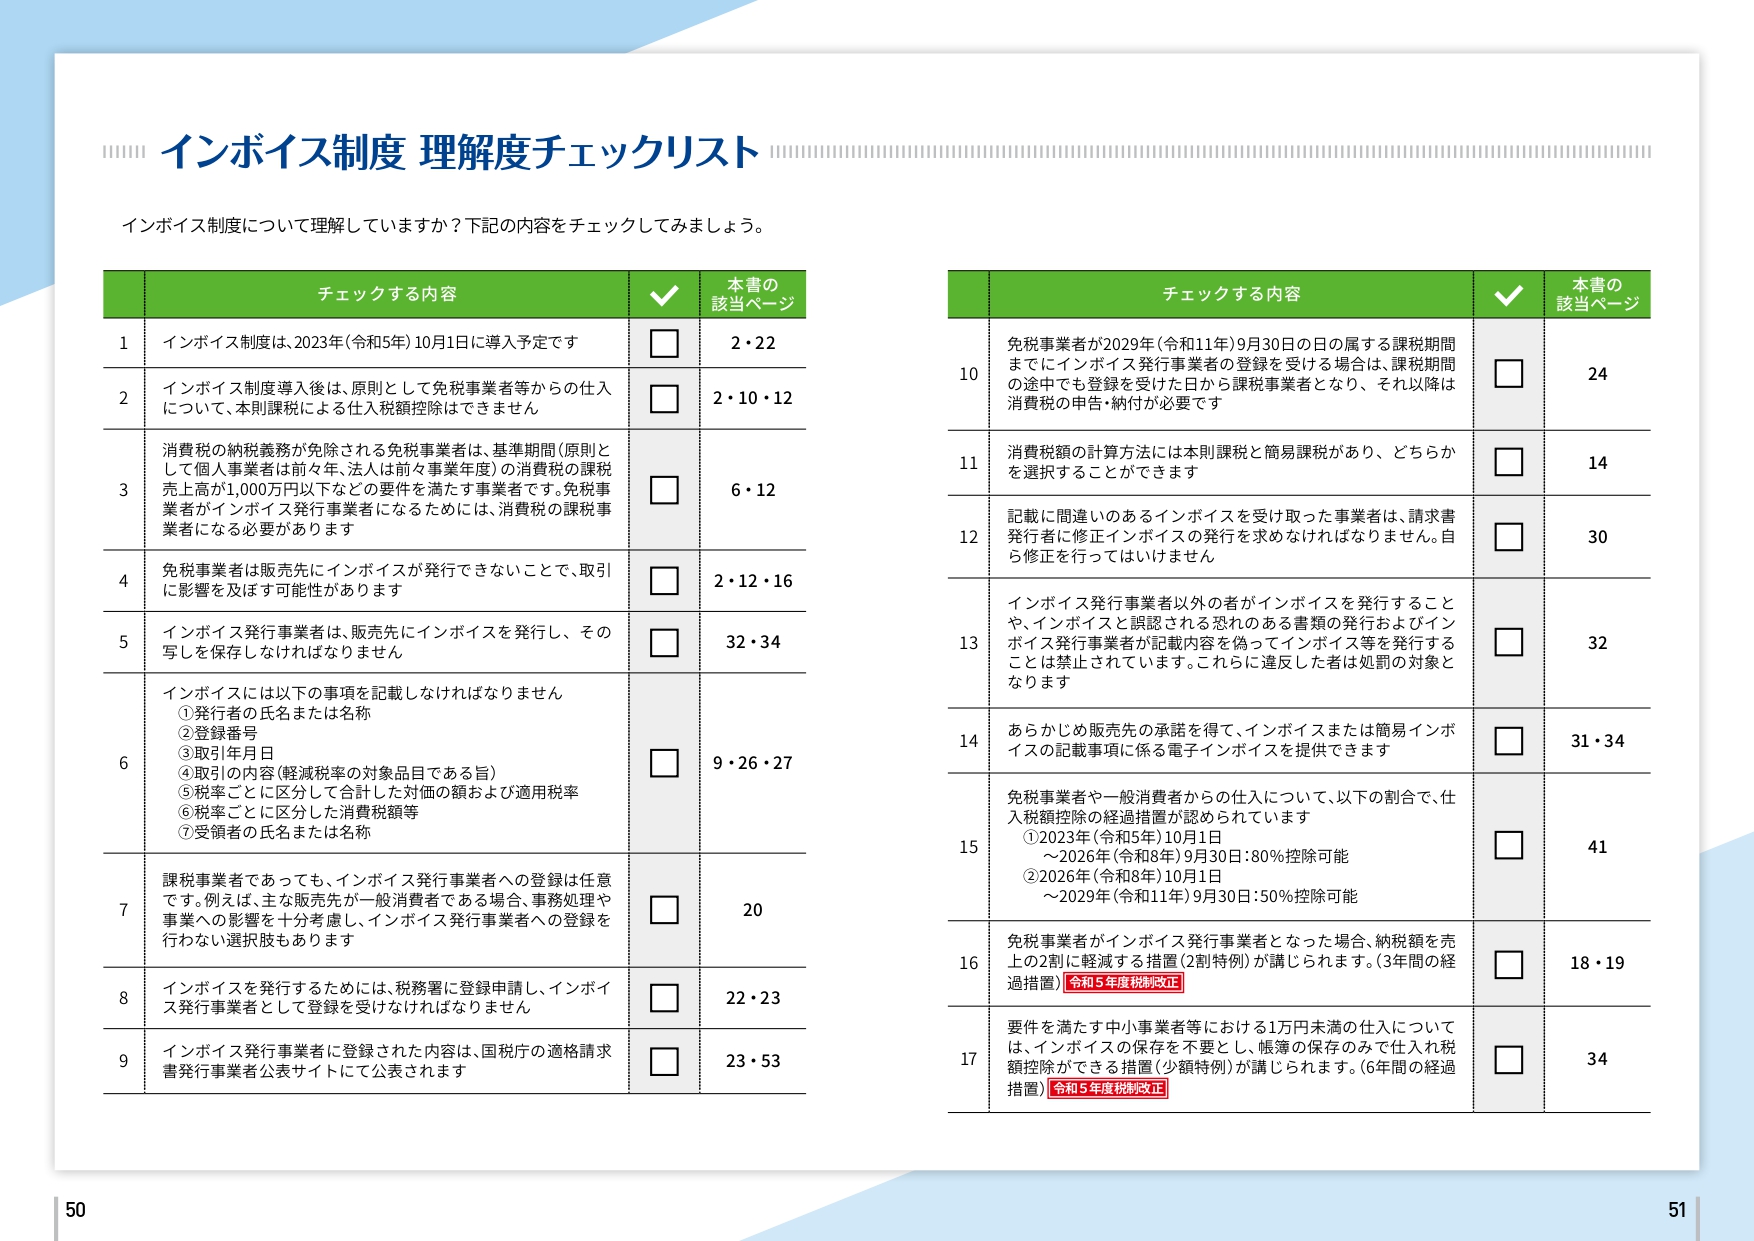 インボイス制度 理解度チェックリスト
インボイス制度について理解していますか？下記の内容をチェックしてみましょう。
チェックする内容
本書の
該当ページ
1 インボイス制度は、2023年（令和5年）10月1日に導入予定です 2・22
2 インボイス制度導入後は、原則として免税事業者等からの仕入
について、本則課税による仕入税額控除はできません 2・10・12
3 消費税の納税義務が免除される免税事業者は、基準期間（原則と
して個人事業者は前々年、法人は前々事業年度）の消費税の課税
売上高が1,000万円以下などの要件を満たす事業者です。免税事
業者がインボイス発行事業者になるためには、消費税の課税事
業者になる必要があります 6・12
4 免税事業者は販売先にインボイスが発行できないことで、取引
に影響を及ぼす可能性があります 2・12・16
5 インボイス発行事業者は、販売先にインボイスを発行し、その
写しを保存しなければなりません 32・34
6 インボイスには以下の事項を記載しなければなりません
①発行者の氏名または名称
②登録番号
③取引年月日
④取引の内容（軽減税率の対象品目である旨）
⑤税率ごとに区分して合計した対価の額および適用税率
⑥税率ごとに区分した消費税額等
⑦受領者の氏名または名称 9・26・27
7 課税事業者であっても、インボイス発行事業者への登録は任意
です。例えば、主な販売先が一般消費者である場合、事務処理や
事業への影響を十分考慮し、インボイス発行事業者への登録を
行わない選択肢もあります 20
8 インボイスを発行するためには、税務署に登録申請し、インボイ
ス発行事業者として登録を受けなければなりません 22・23
9 インボイス発行事業者に登録された内容は、国税庁の適格請求
書発行事業者公表サイトにて公表されます 23・53
チェックする内容
本書の
該当ページ
10 免税事業者が2029年（令和11年）9月30日の日の属する課税期間
までにインボイス発行事業者の登録を受ける場合は、課税期間
の途中でも登録を受けた日から課税事業者となり、それ以降は
消費税の申告・納付が必要です 24
11 消費税額の計算方法には本則課税と簡易課税があり、どちらか
を選択することができます 14
12 記載に間違いのあるインボイスを受け取った事業者は、請求書
発行者に修正インボイスの発行を求めなければなりません。自
ら修正を行ってはいけません 30
13 インボイス発行事業者以外の者がインボイスを発行すること
や、インボイスと誤認される恐れのある書類の発行およびイン
ボイス発行事業者が記載内容を偽ってインボイス等を発行する
ことは禁止されています。これらに違反した者は処罰の対象と
なります 32
14 あらかじめ販売先の承諾を得て、インボイスまたは簡易インボ
イスの記載事項に係る電子インボイスを提供できます 31・34
15 免税事業者や一般消費者からの仕入について、以下の割合で、仕
入税額控除の経過措置が認められています
①2023年（令和5年）10月1日
～2026年（令和8年）9月30日：80％控除可能
②2026年（令和8年）10月1日
～2029年（令和11年）9月30日：50％控除可能 41
16 免税事業者がインボイス発行事業者となった場合、納税額を売
上の2割に軽減する措置（2割特例）が講じられます。（3年間の経
過措置） 令和5年度税制改正 18・19
17 要件を満たす中小事業者等における1万円未満の仕入について
は、インボイスの保存を不要とし、帳簿の保存のみで仕入れ税
額控除ができる措置（少額特例）が講じられます。（6年間の経過
措置） 令和5年度税制改正 34
50
51